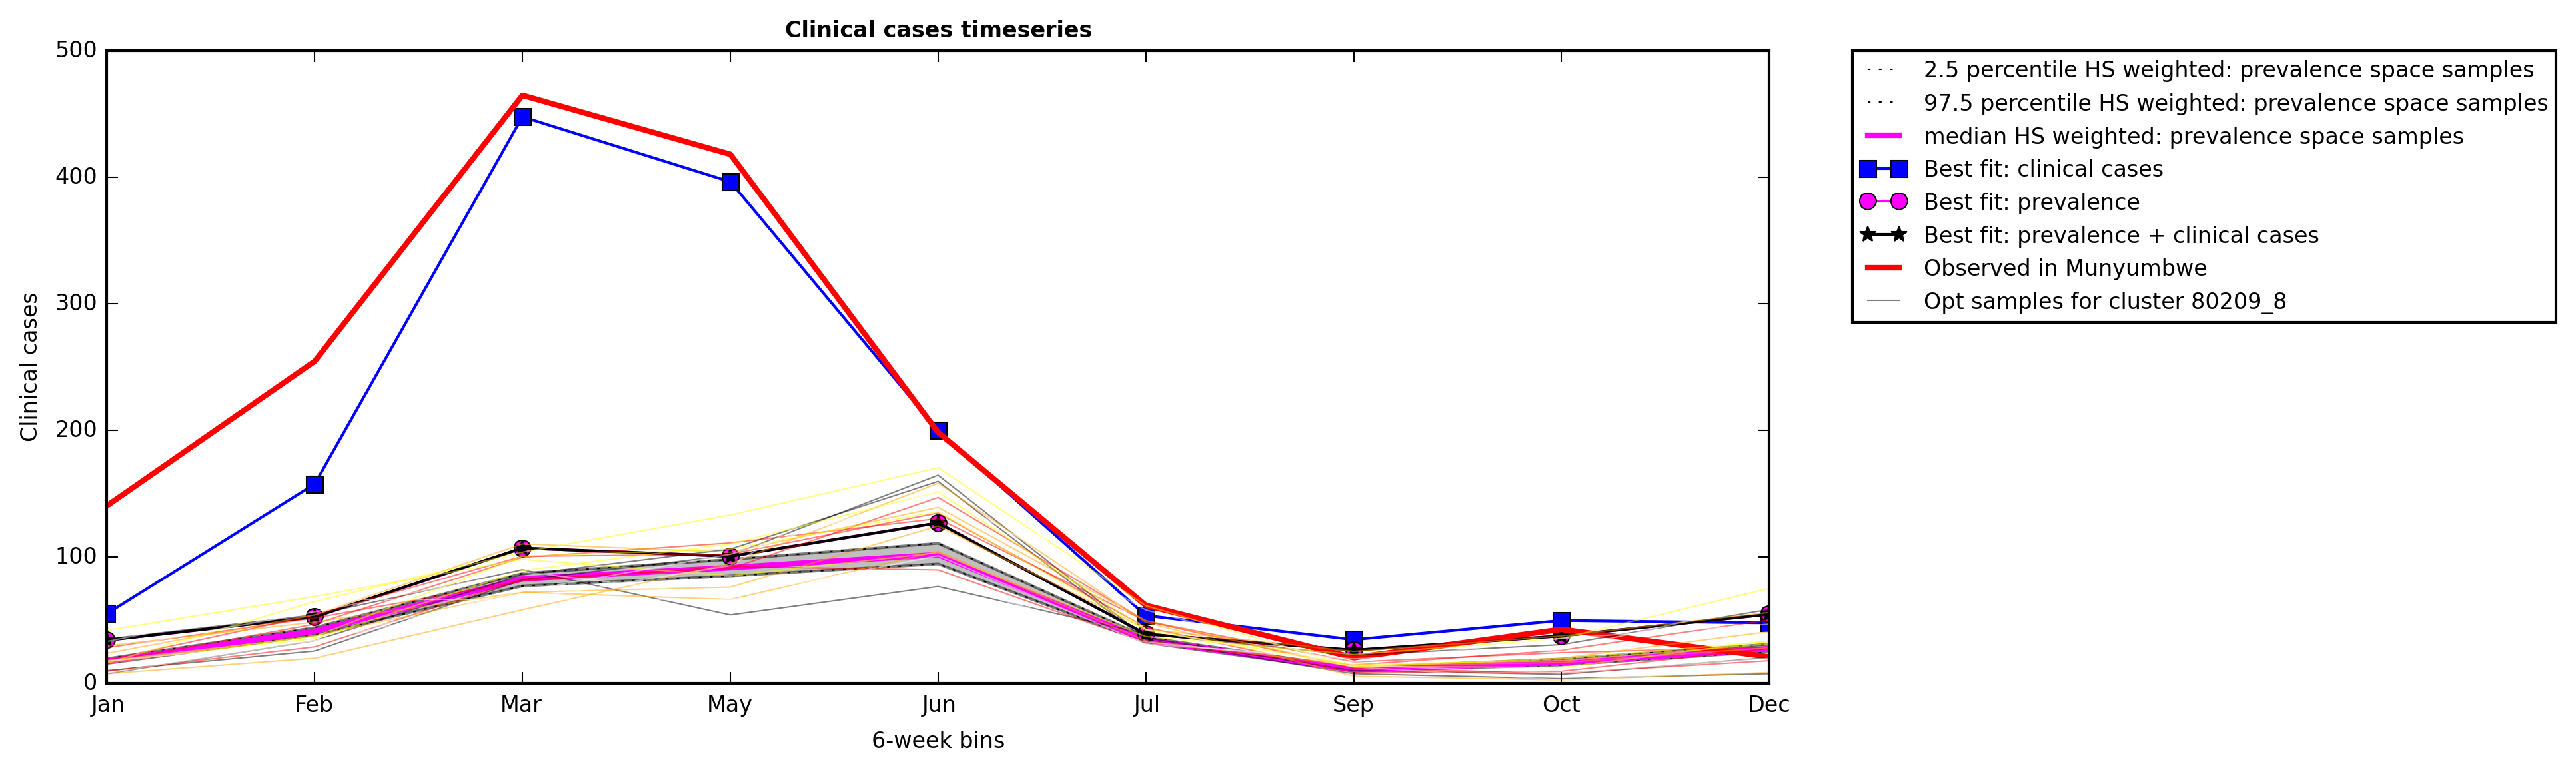 Clinical cases timeseries
500
400
300
200
100
0
Clinical cases
Jan Feb Mar May Jun Jul Sep Oct Dec
6-week bins
2.5 percentile HS weighted: prevalence space samples
97.5 percentile HS weighted: prevalence space samples
median HS weighted: prevalence space samples
Best fit: clinical cases
Best fit: prevalence
Best fit: prevalence + clinical cases
Observed in Munyumbwe
Opt samples for cluster 80209_8